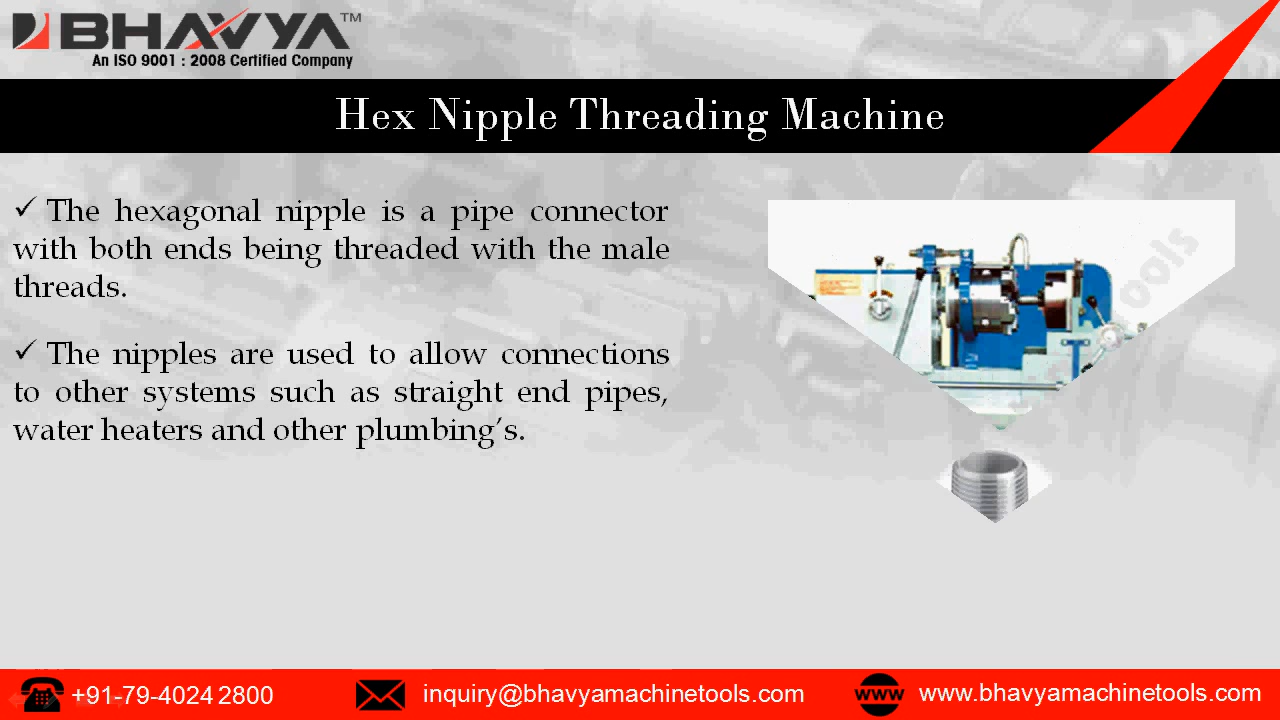 BHAVYA™
An ISO 9001 : 2008 Certified Company
Hex Nipple Threading Machine
✓ The hexagonal nipple is a pipe connector
with both ends being threaded with the male
threads.
✓ The nipples are used to allow connections
to other systems such as straight end pipes,
water heaters and other plumbing’s.
ools
+91-79-4024 2800
inquiry@bhavyamachinetools.com
www
www.bhavyamachinetools.com